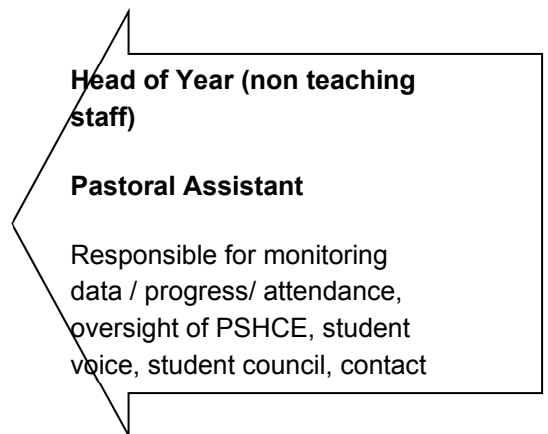 Head of Year (non teaching
staff)
Pastoral Assistant
Responsible for monitoring
data / progress/ attendance,
oversight of PSHCE, student
voice, student council, contact